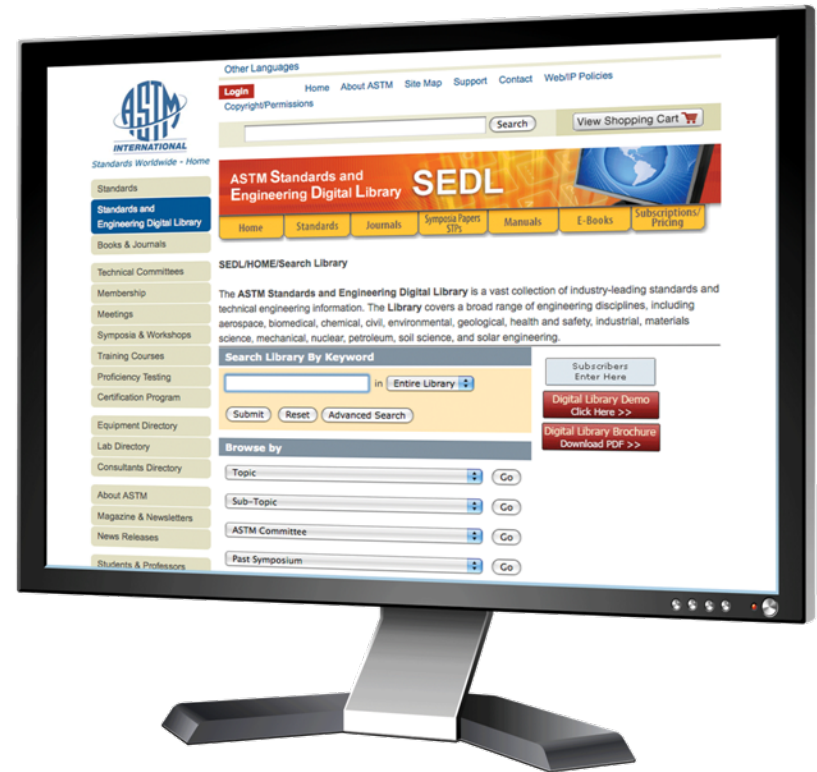 Other Languages
Login Home About ASTM Site Map Support Contact Web/IP Policies
Copyright/Permissions
Search View Shopping Cart
ASTM
INTERNATIONAL
Standards Worldwide - Home
Standards
Standards and
Engineering Digital Library
Books & Journals
Technical Committees
Membership
Meetings
Symposia & Workshops
Training Courses
Proficiency Testing
Certification Program
Equipment Directory
Lab Directory
Consultants Directory
About ASTM
Magazine & Newsletters
News Releases
Students & Professors
ASTM Standards and
Engineering Digital Library SEDL
Home Standards Journals Symposia Papers STPs Manuals E-Books Subscriptions/ Pricing
SEDL/HOME/Search Library
The ASTM Standards and Engineering Digital Library is a vast collection of industry-leading standards and
technical engineering information. The Library covers a broad range of engineering disciplines, including
aerospace, biomedical, chemical, civil, environmental, geological, health and safety, industrial, materials
science, mechanical, nuclear, petroleum, soil science, and solar engineering.
Search Library By Keyword
in Entire Library
Submit Reset Advanced Search
Browse by
Topic Go
Sub-Topic Go
ASTM Committee Go
Past Symposium Go
Subscribers
Enter Here
Digital Library Demo
Click Here >>
Digital Library Brochure
Download PDF >>